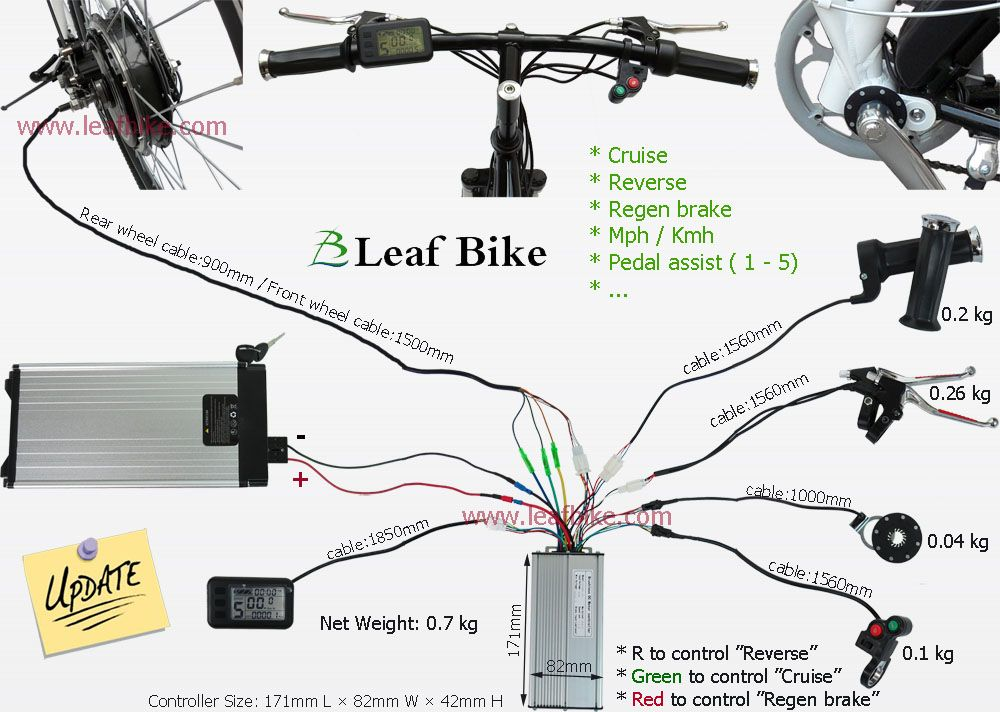 www.leafbike.com
* Cruise
* Reverse
* Regen brake
* Mph / Kmh
* Pedal assist ( 1 - 5)
* ...
Leaf Bike
Rear wheel cable:900mm / Front wheel cable:1500mm
cable:1560mm
0.2 kg
cable:1560mm
0.26 kg
-
+
www.leafbike.com
cable:1000mm
0.04 kg
cable:1850mm
cable:1560mm
UPDATE
5 00.0
Net Weight: 0.7 kg
171mm
82mm
0.1 kg
* R to control "Reverse"
* Green to control "Cruise"
* Red to control "Regen brake"
Controller Size: 171mm L × 82mm W × 42mm H